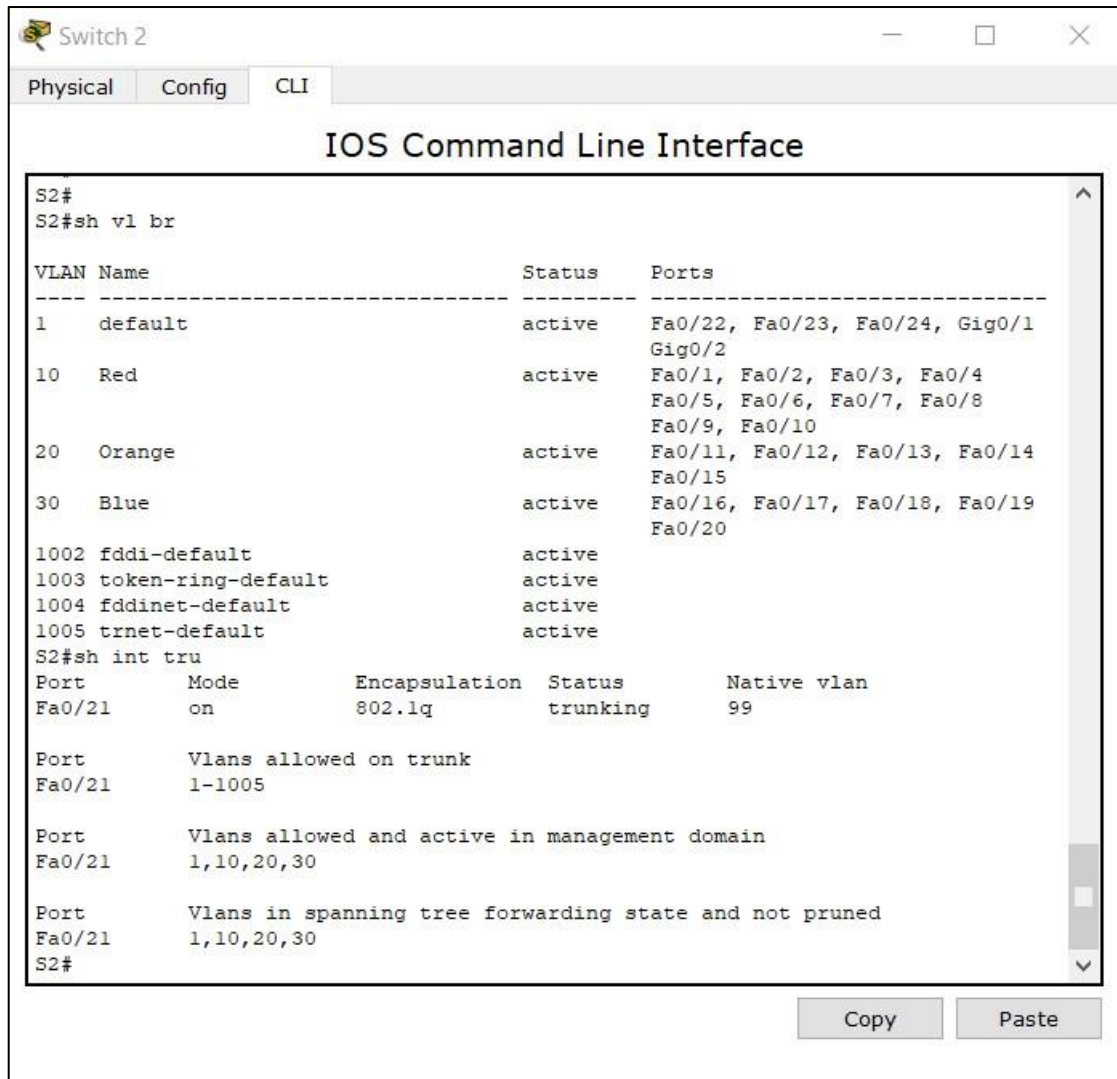 Switch 2
Physical Config CLI
IOS Command Line Interface
S2#
S2#sh vl br
VLAN Name Status Ports
---- -------------------------------- --------- -------------------------------
1 default active Fa0/22, Fa0/23, Fa0/24, Gig0/1
Gig0/2
10 Red active Fa0/1, Fa0/2, Fa0/3, Fa0/4
Fa0/5, Fa0/6, Fa0/7, Fa0/8
Fa0/9, Fa0/10
20 Orange active Fa0/11, Fa0/12, Fa0/13, Fa0/14
Fa0/15
30 Blue active Fa0/16, Fa0/17, Fa0/18, Fa0/19
Fa0/20
1002 fddi-default active
1003 token-ring-default active
1004 fddinet-default active
1005 trnet-default active
S2#sh int tru
Port Mode Encapsulation Status Native vlan
Fa0/21 on 802.1q trunking 99
Port Vlans allowed on trunk
Fa0/21 1-1005
Port Vlans allowed and active in management domain
Fa0/21 1,10,20,30
Port Vlans in spanning tree forwarding state and not pruned
Fa0/21 1,10,20,30
S2#
Copy Paste